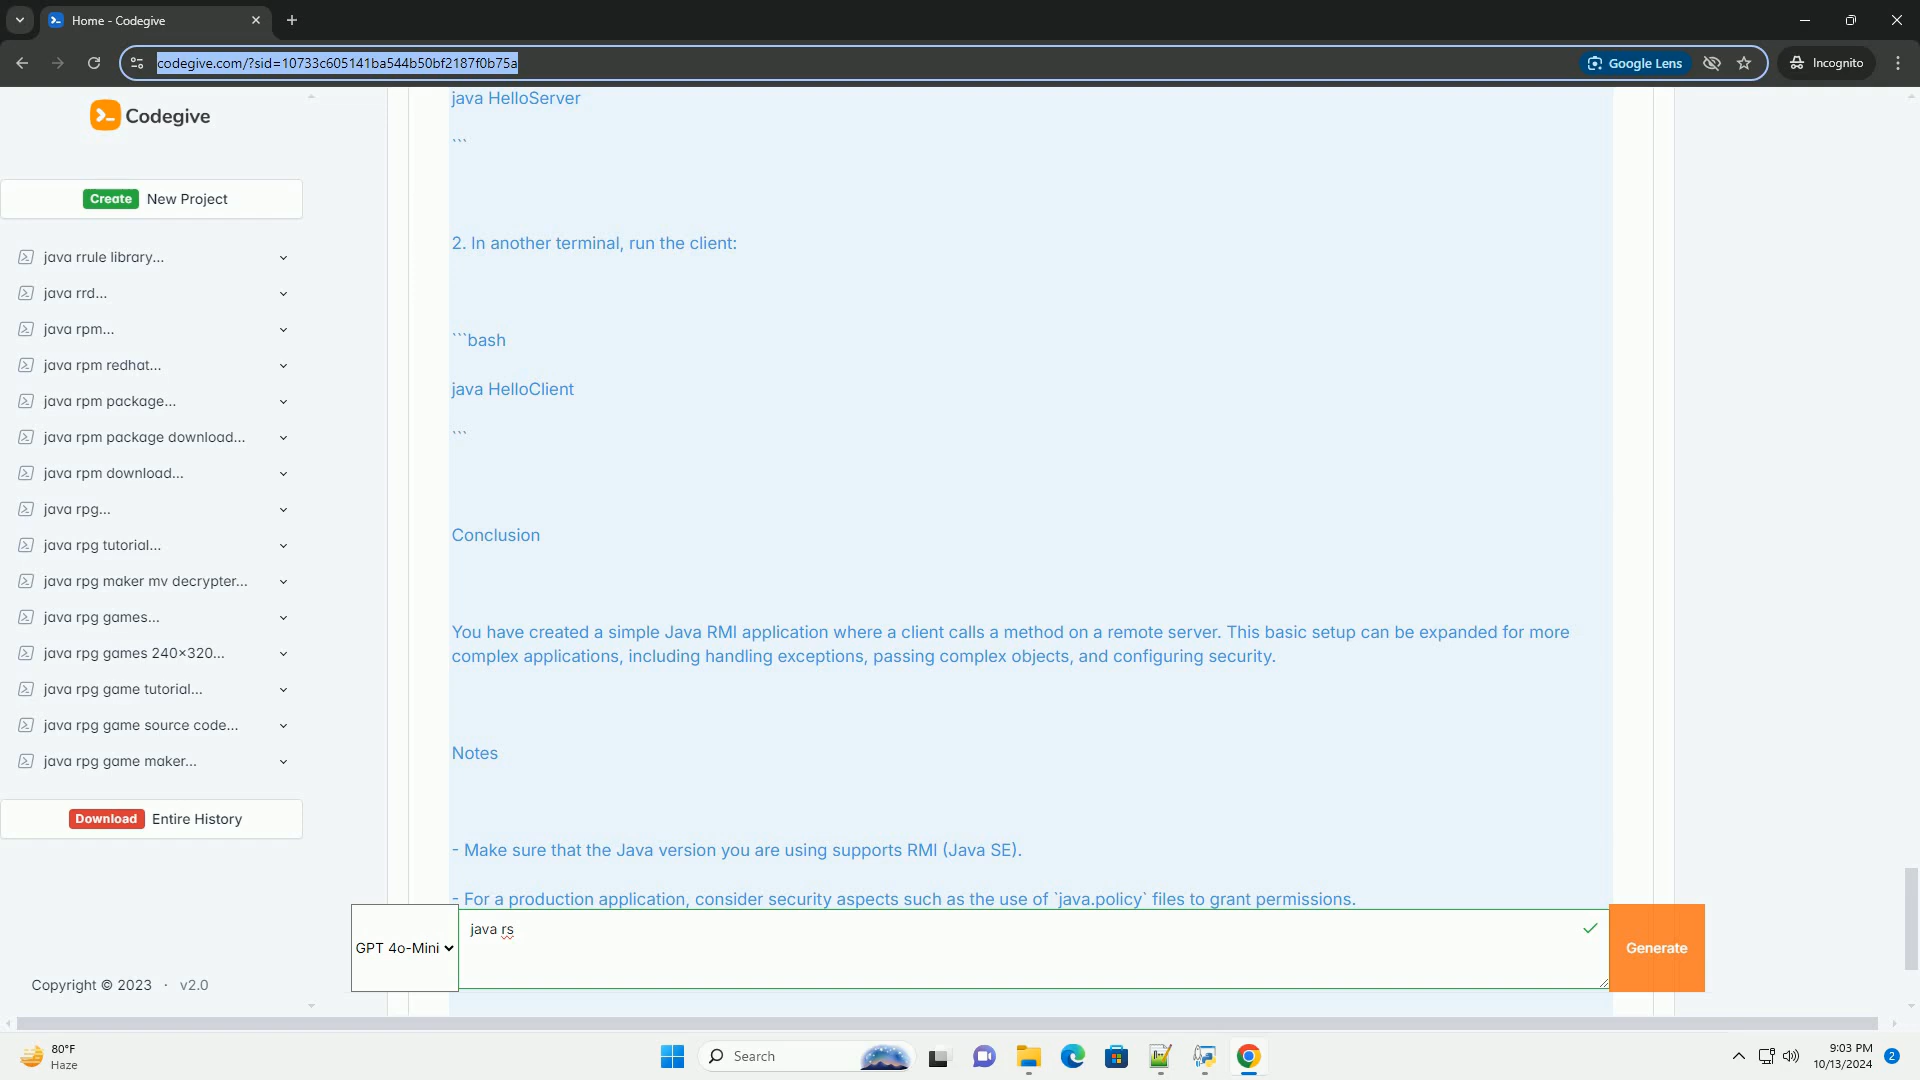 Home - Codegive
codegive.com/?sid=10733c605141ba544b50bf2187f0b75a
Google Lens
Incognito
Codegive
Create New Project
java rrule library...
java rrd...
java rpm...
java rpm redhat...
java rpm package...
java rpm package download...
java rpm download...
java rpg...
java rpg tutorial...
java rpg maker mv decrypter...
java rpg games...
java rpg games 240×320...
java rpg game tutorial...
java rpg game source code...
java rpg game maker...
Download Entire History
Copyright © 2023 · v2.0
java HelloServer
```
2. In another terminal, run the client:
```bash
java HelloClient
```
Conclusion
You have created a simple Java RMI application where a client calls a method on a remote server. This basic setup can be expanded for more
complex applications, including handling exceptions, passing complex objects, and configuring security.
Notes
- Make sure that the Java version you are using supports RMI (Java SE).
- For a production application, consider security aspects such as the use of `java.policy` files to grant permissions.
GPT 4o-Mini
java rs
Generate
80°F
Haze
Search
9:03 PM
10/13/2024
2